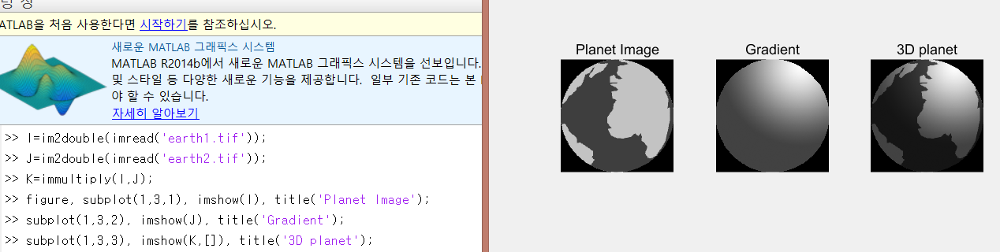 ATLAB을 처음 사용한다면 시작하기를 참조하십시오.
새로운 MATLAB 그래픽스 시스템
MATLAB R2014b에서 새로운 MATLAB 그래픽스 시스템을 선보입니다.
및 스타일 등 다양한 새로운 기능을 제공합니다. 일부 기존 코드는 본
야 할 수 있습니다.
자세히 알아보기
>> I=im2double(imread('earth1.tif'));
>> J=im2double(imread('earth2.tif'));
>> K=immultiply(I,J);
>> figure, subplot(1,3,1), imshow(I), title('Planet Image');
>> subplot(1,3,2), imshow(J), title('Gradient');
>> subplot(1,3,3), imshow(K,[]), title('3D planet');
Planet Image
Gradient
3D planet